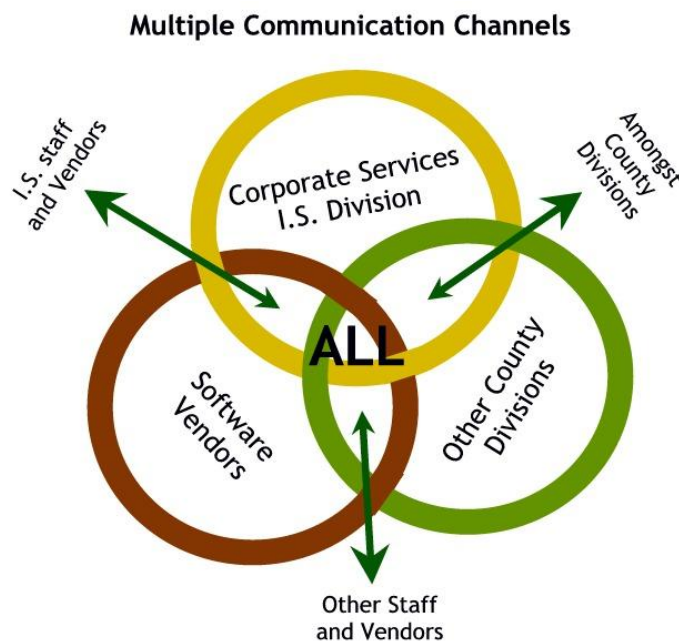 Multiple Communication Channels
I.S. staff
and Vendors
Amongst
County
Divisions
Corporate Services
I.S. Division
ALL
Software
Vendors
Other County
Divisions
Other Staff
and Vendors